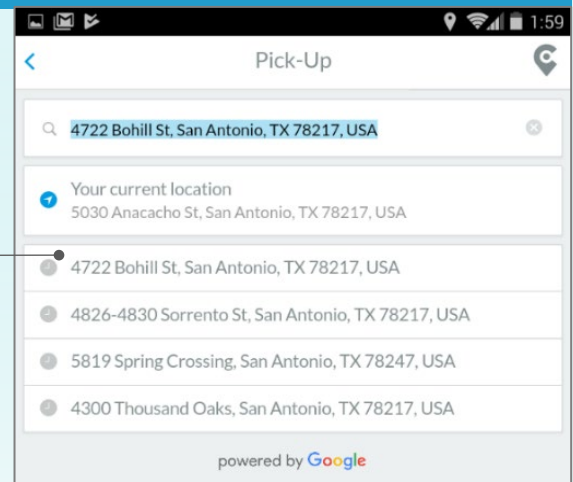 1:59
Pick-Up
4722 Bohill St, San Antonio, TX 78217, USA
Your current location
5030 Anacacho St, San Antonio, TX 78217, USA
4722 Bohill St, San Antonio, TX 78217, USA
4826-4830 Sorrento St, San Antonio, TX 78217, USA
5819 Spring Crossing, San Antonio, TX 78247, USA
4300 Thousand Oaks, San Antonio, TX 78217, USA
powered by Google